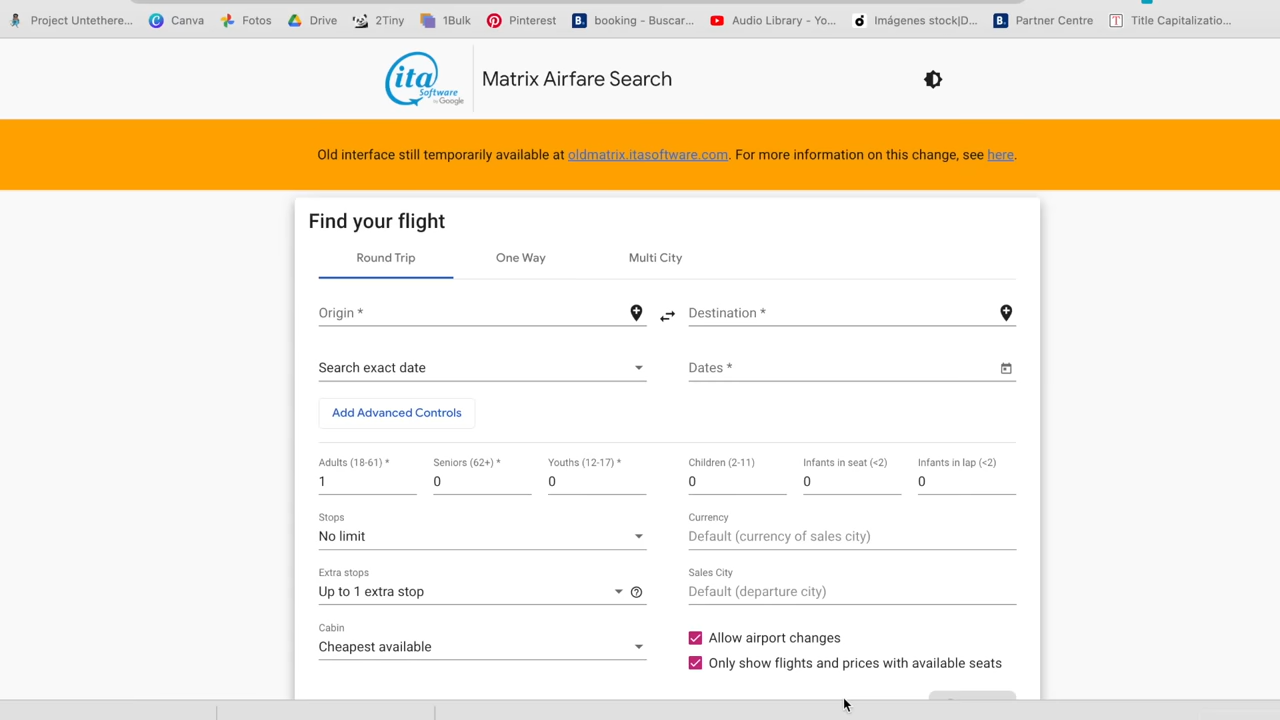 Project Untethere... Canva Fotos Drive 2Tiny 1Bulk Pinterest booking - Buscar... Audio Library - Yo... Imágenes stock|D... Partner Centre Title Capitalizatio...
ita Software by Google
Matrix Airfare Search
Old interface still temporarily available at oldmatrix.itasoftware.com. For more information on this change, see here.
Find your flight
Round Trip One Way Multi City
Origin * Destination *
Search exact date Dates *
Add Advanced Controls
Adults (18-61) * Seniors (62+) * Youths (12-17) * Children (2-11) Infants in seat (<2) Infants in lap (<2)
1 0 0 0 0 0
Stops Currency
No limit Default (currency of sales city)
Extra stops Sales City
Up to 1 extra stop Default (departure city)
Cabin
Cheapest available
Allow airport changes
Only show flights and prices with available seats